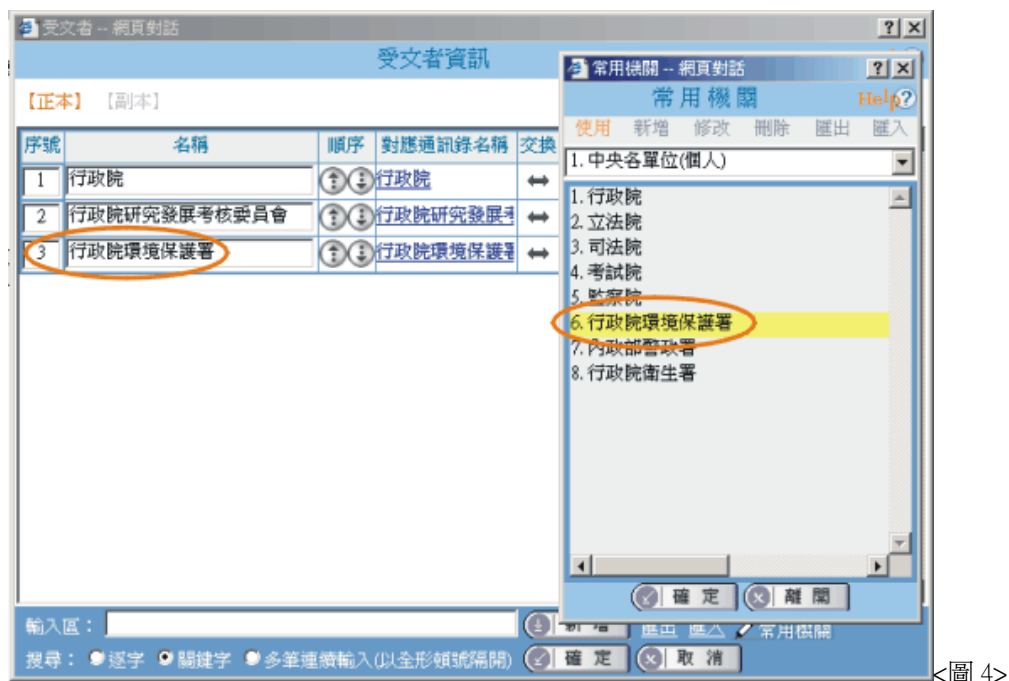 受文者 -- 網頁對話
受文者資訊
【正本】 【副本】
序號 名稱 順序 對應通訊錄名稱 交換
1 行政院 行政院
2 行政院研究發展考核委員會 行政院研究發展考
3 行政院環境保護署 行政院環境保護署
常用機關 -- 網頁對話
常用機關 Help
使用 新增 修改 刪除 匯出 匯入
1. 中央各單位(個人)
1. 行政院
2. 立法院
3. 司法院
4. 考試院
5. 監察院
6. 行政院環境保護署
7. 內政部警政署
8. 行政院衛生署
確定 離開
輸入區： 新增 匯出 匯入 常用機關
搜尋： 逐字 關鍵字 多筆連續輸入(以全形頓號隔開) 確定 取消
<圖 4>